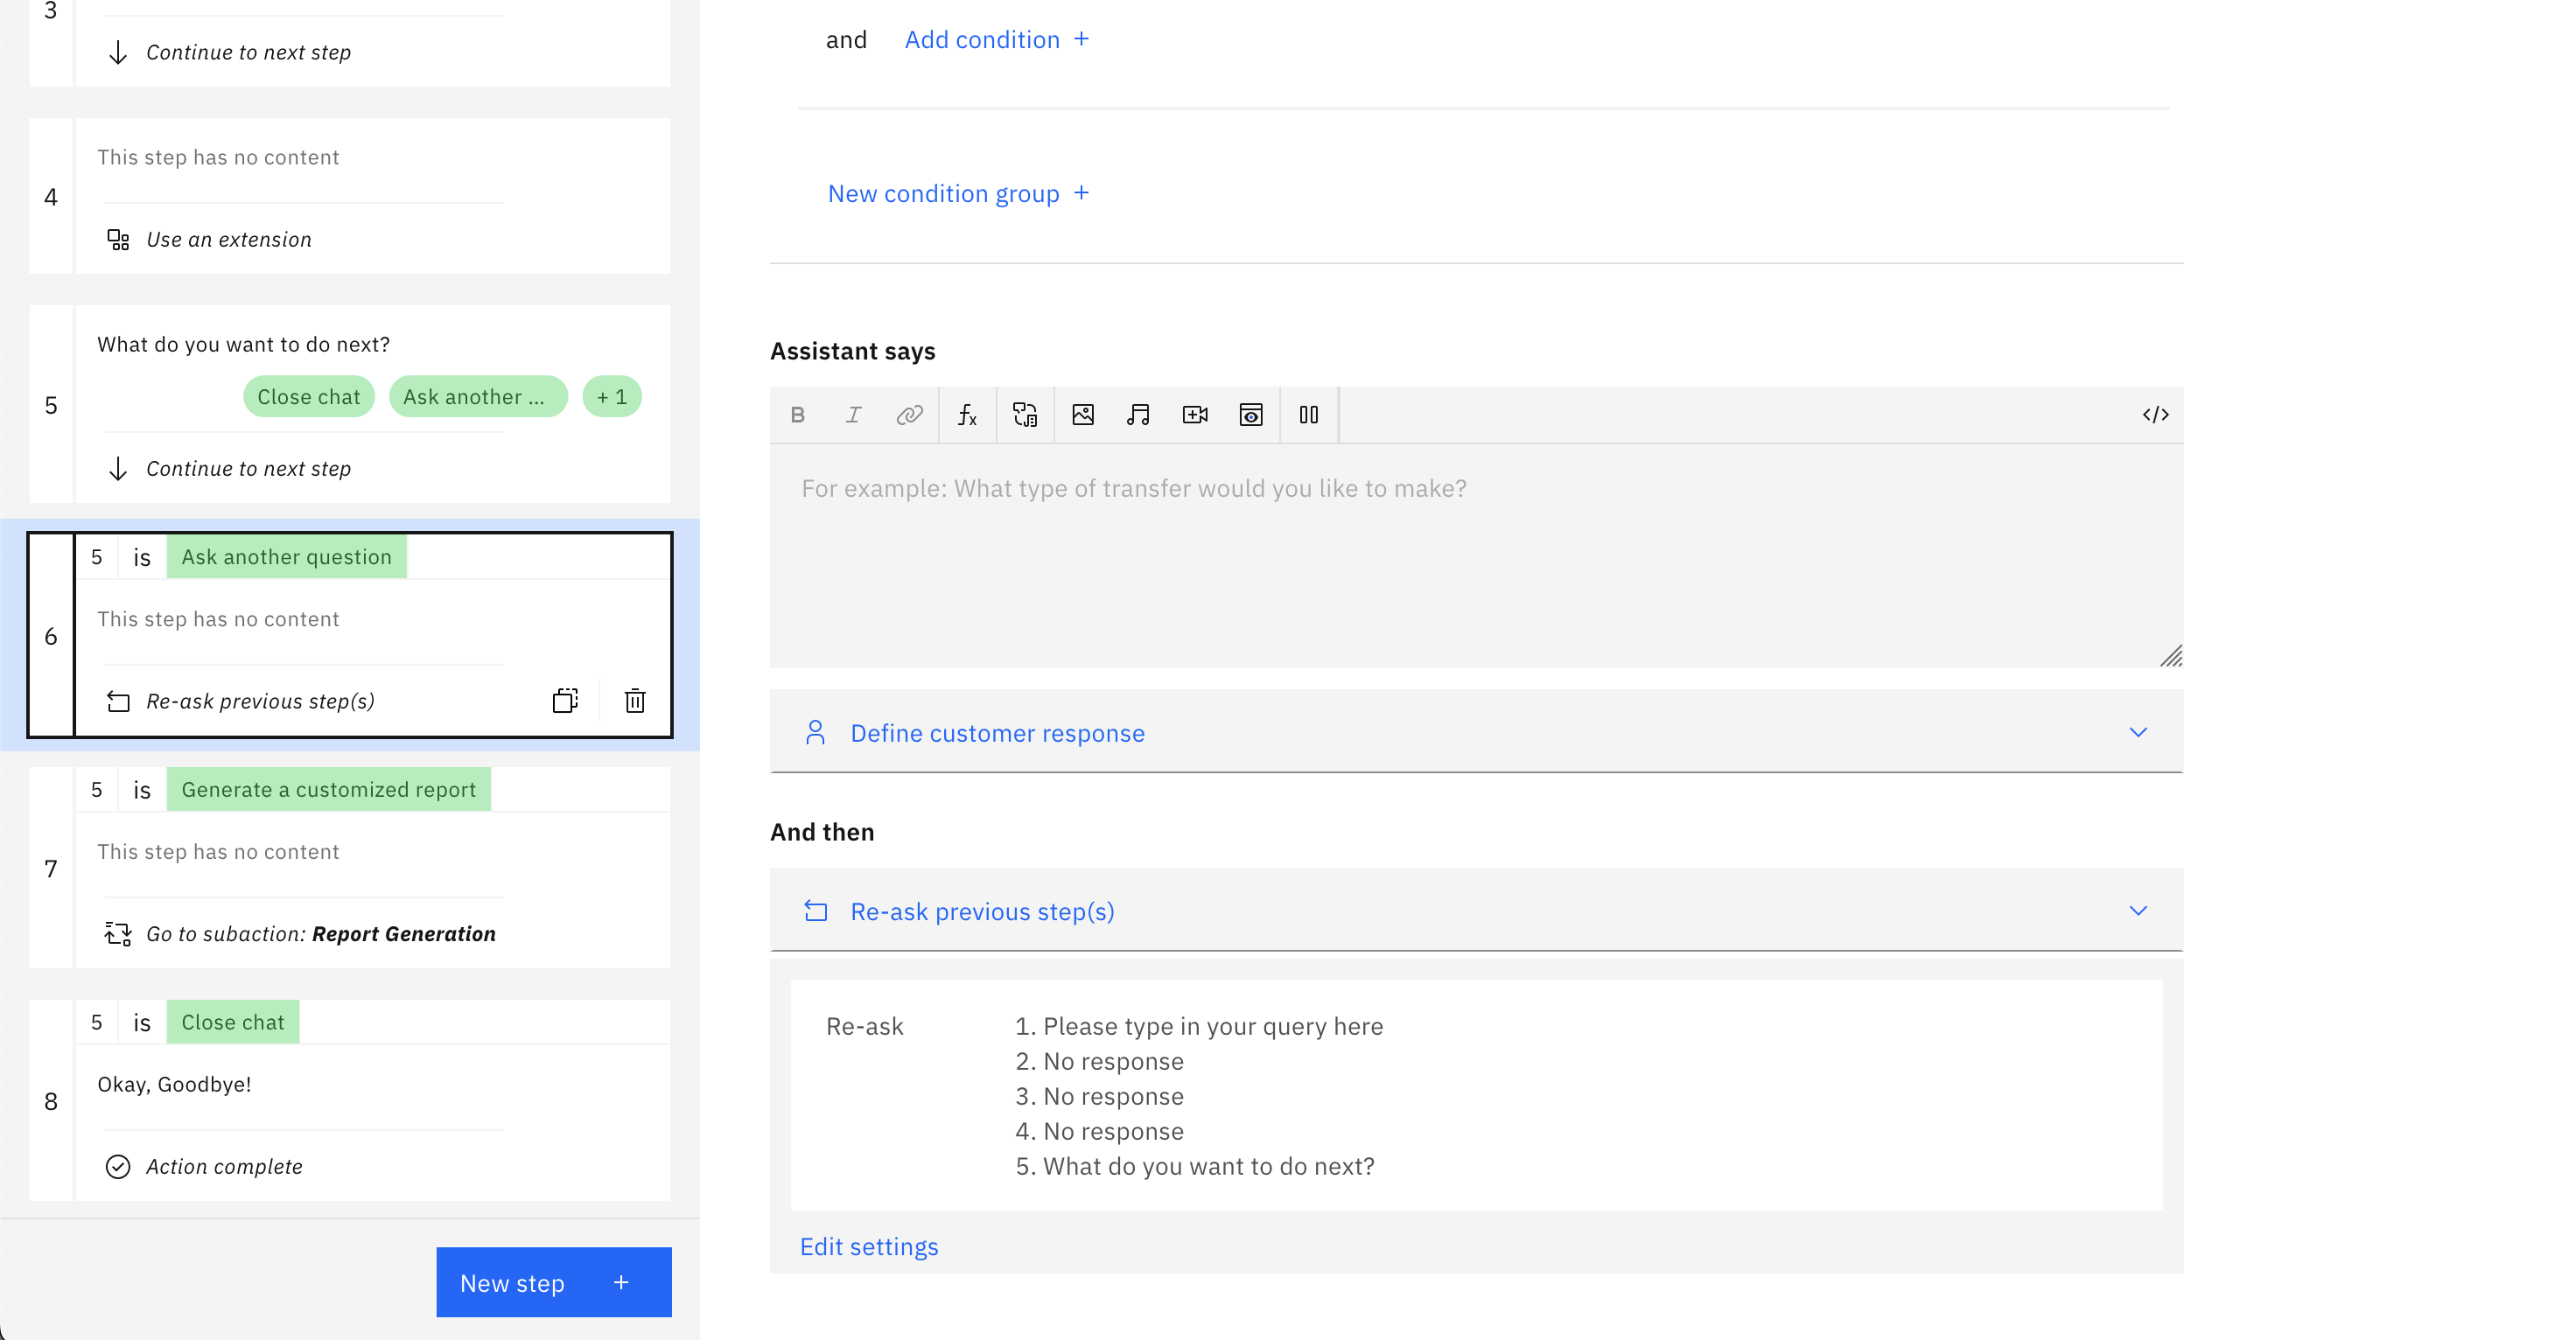 3
Continue to next step
4
This step has no content
Use an extension
5
What do you want to do next?
Close chat
Ask another ...
+ 1
Continue to next step
6
5 is Ask another question
This step has no content
Re-ask previous step(s)
7
5 is Generate a customized report
This step has no content
Go to subaction: Report Generation
8
5 is Close chat
Okay, Goodbye!
Action complete
New step +
and Add condition +
New condition group +
Assistant says
B I fx </>
For example: What type of transfer would you like to make?
Define customer response
And then
Re-ask previous step(s)
Re-ask
1. Please type in your query here
2. No response
3. No response
4. No response
5. What do you want to do next?
Edit settings